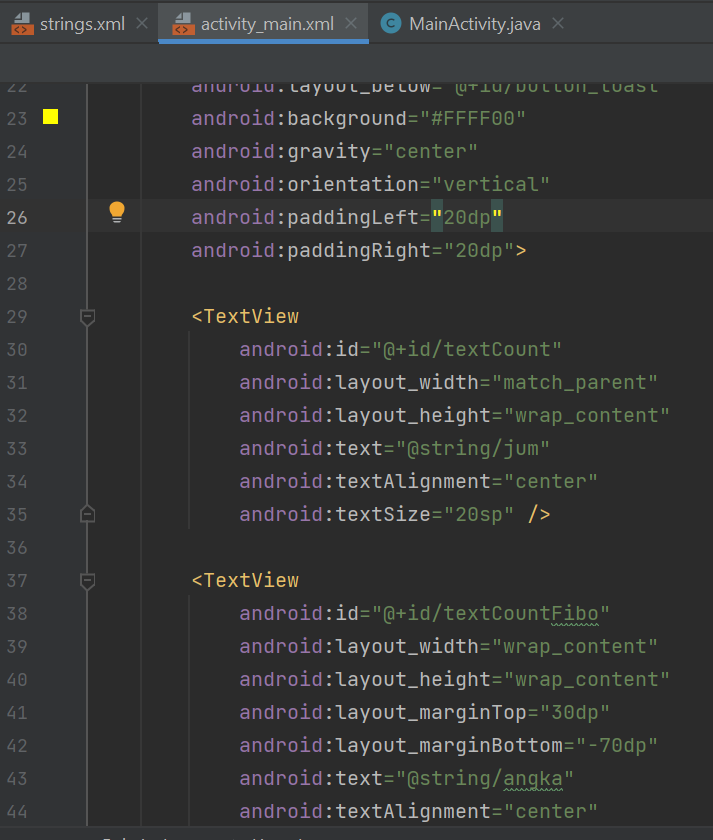 strings.xml
activity_main.xml
MainActivity.java
22 android:layout_below="@+id/button_toast
23 android:background="#FFFF00"
24 android:gravity="center"
25 android:orientation="vertical"
26 android:paddingLeft="20dp"
27 android:paddingRight="20dp">
28
29 <TextView
30 android:id="@+id/textCount"
31 android:layout_width="match_parent"
32 android:layout_height="wrap_content"
33 android:text="@string/jum"
34 android:textAlignment="center"
35 android:textSize="20sp" />
36
37 <TextView
38 android:id="@+id/textCountFibo"
39 android:layout_width="wrap_content"
40 android:layout_height="wrap_content"
41 android:layout_marginTop="30dp"
42 android:layout_marginBottom="-70dp"
43 android:text="@string/angka"
44 android:textAlignment="center"